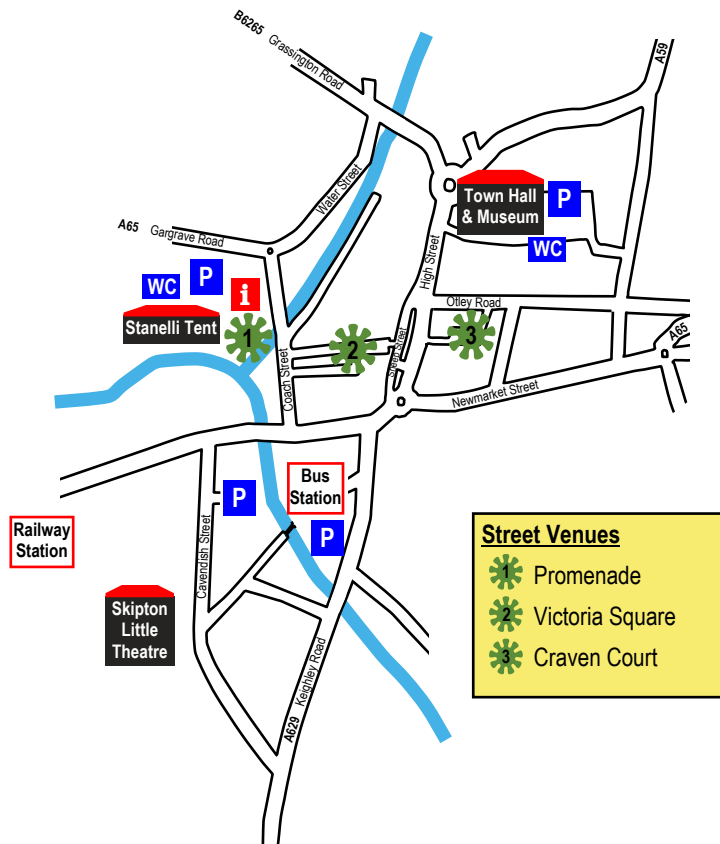 B6265
Grassington Road
A59
Water Street
Town Hall
& Museum
P
A65
Gargrave Road
High Street
WC
WC
P
i
Stanelli Tent
Otley Road
1
2
3
Sheep Street
A65
Coach Street
Newmarket Street
Bus
Station
P
P
Railway
Station
Cavendish Street
Skipton
Little
Theatre
Keighley Road
A629
Street Venues
1 Promenade
2 Victoria Square
3 Craven Court